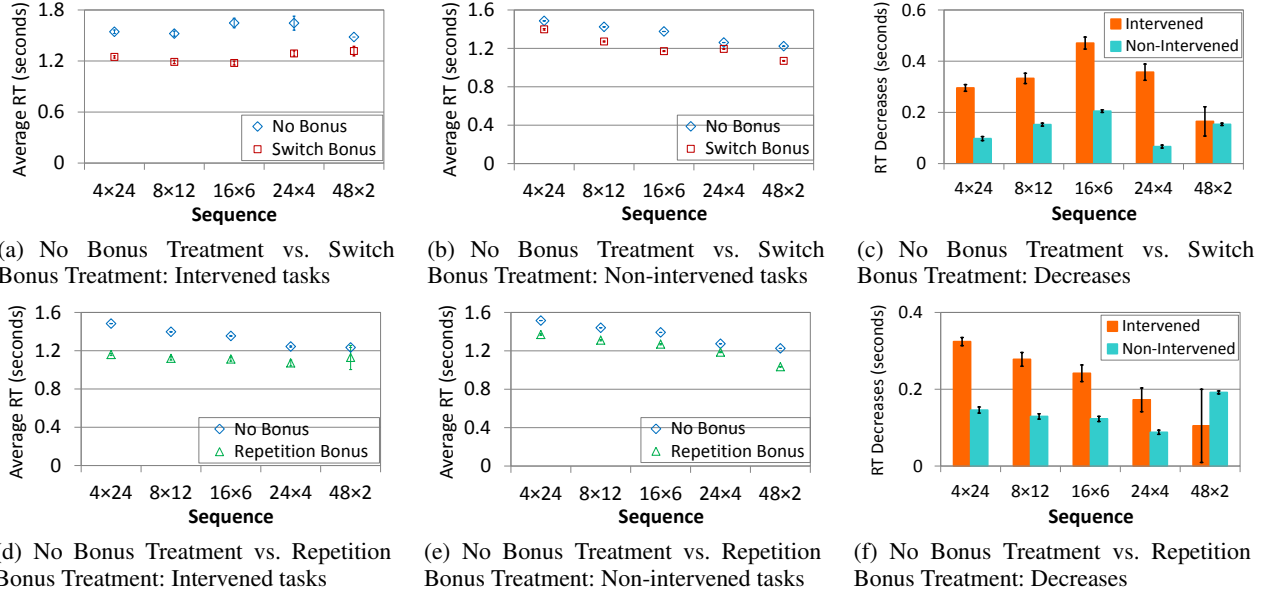 1.8
1.2
0.6
0
Average RT (seconds)
No Bonus
Switch Bonus
4×24 8×12 16×6 24×4 48×2
Sequence
(a) No Bonus Treatment vs. Switch
Bonus Treatment: Intervened tasks
1.6
1.2
0.8
0.4
0
Average RT (seconds)
No Bonus
Switch Bonus
4×24 8×12 16×6 24×4 48×2
Sequence
(b) No Bonus Treatment vs. Switch
Bonus Treatment: Non-intervened tasks
0.6
0.4
0.2
0
RT Decreases (seconds)
Intervened
Non-Intervened
4×24 8×12 16×6 24×4 48×2
Sequence
(c) No Bonus Treatment vs. Switch
Bonus Treatment: Decreases
1.6
1.2
0.8
0.4
0
Average RT (seconds)
No Bonus
Repetition Bonus
4×24 8×12 16×6 24×4 48×2
Sequence
(d) No Bonus Treatment vs. Repetition
Bonus Treatment: Intervened tasks
1.6
1.2
0.8
0.4
0
Average RT (seconds)
No Bonus
Repetition Bonus
4×24 8×12 16×6 24×4 48×2
Sequence
(e) No Bonus Treatment vs. Repetition
Bonus Treatment: Non-intervened tasks
0.4
0.2
0
RT Decreases (seconds)
Intervened
Non-Intervened
4×24 8×12 16×6 24×4 48×2
Sequence
(f) No Bonus Treatment vs. Repetition
Bonus Treatment: Decreases